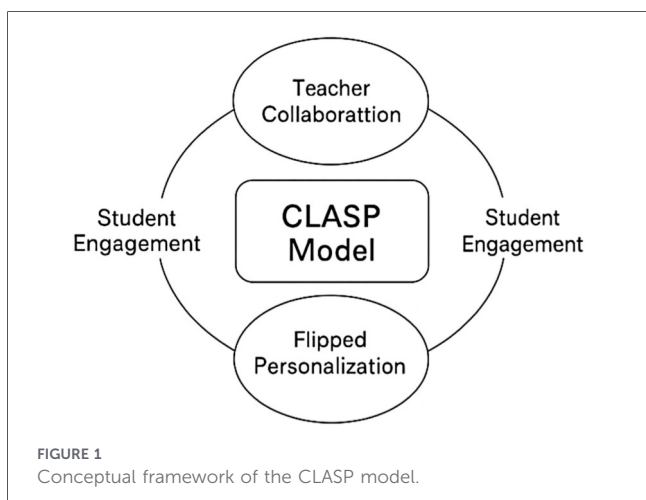 Teacher
Collaborattion
Student
Engagement
CLASP
Model
Student
Engagement
Flipped
Personalization
FIGURE 1
Conceptual framework of the CLASP model.